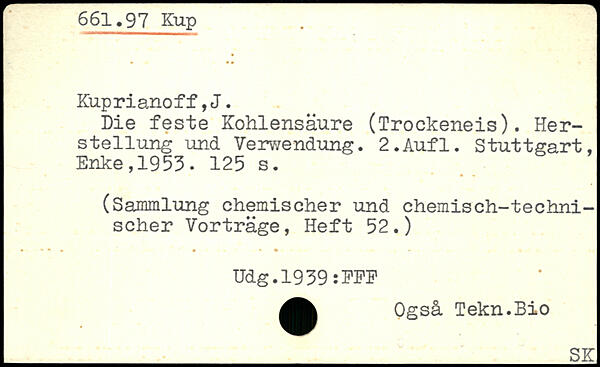 661.97 Kup
Kuprianoff,J.
Die feste Kohlensäure (Trockeneis). Her-
stellung und Verwendung. 2.Aufl. Stuttgart,
Enke,1953. 125 s.
(Sammlung chemischer und chemisch-techni-
scher Vorträge, Heft 52.)
Udg.1939:FFF
Også Tekn.Bio
SK